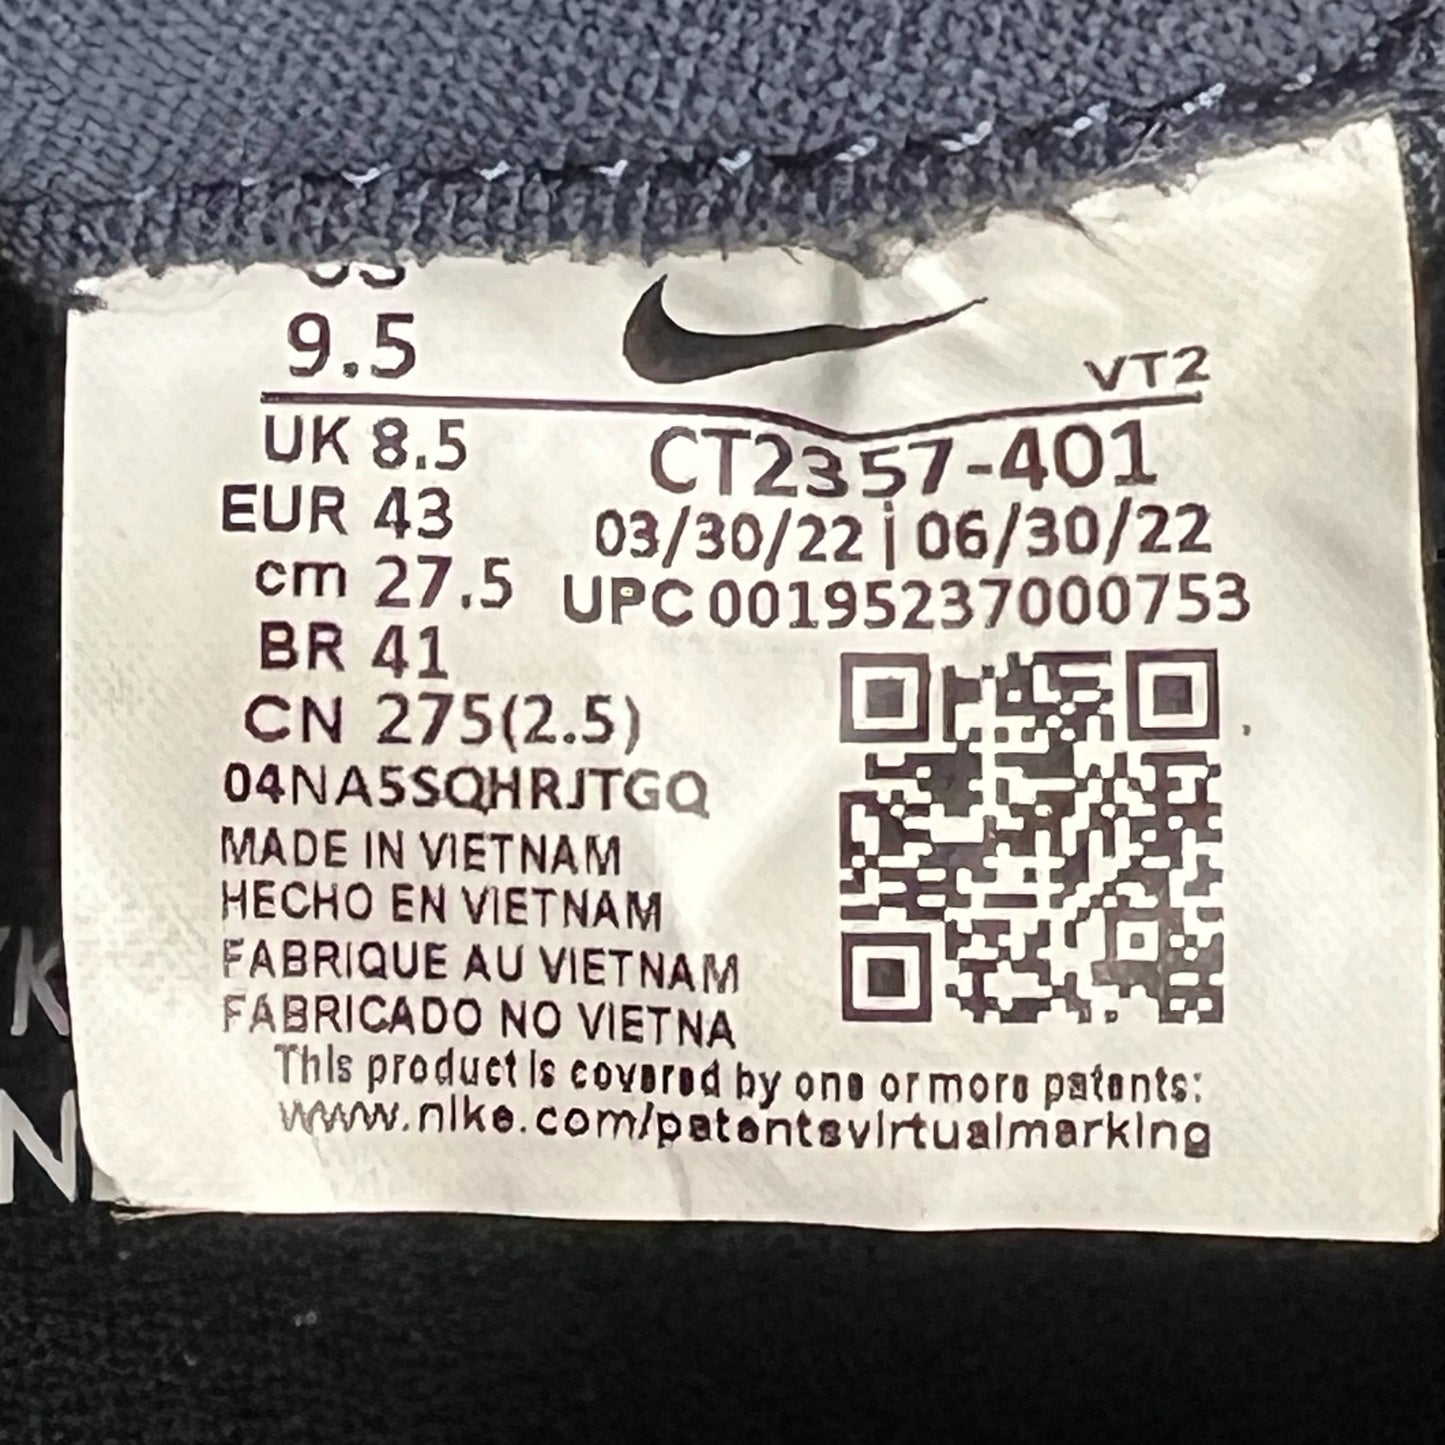 US
9.5
VT2
UK 8.5
EUR 43
cm 27.5
BR 41
CN 275(2.5)
CT2357-401
03/30/22 | 06/30/22
UPC 00195237000753
04NA5SQHRJTGQ
MADE IN VIETNAM
HECHO EN VIETNAM
FABRIQUE AU VIETNAM
FABRICADO NO VIETNA
This product is covered by one or more patents:
www.nike.com/patentsvirtualmarking
K
N